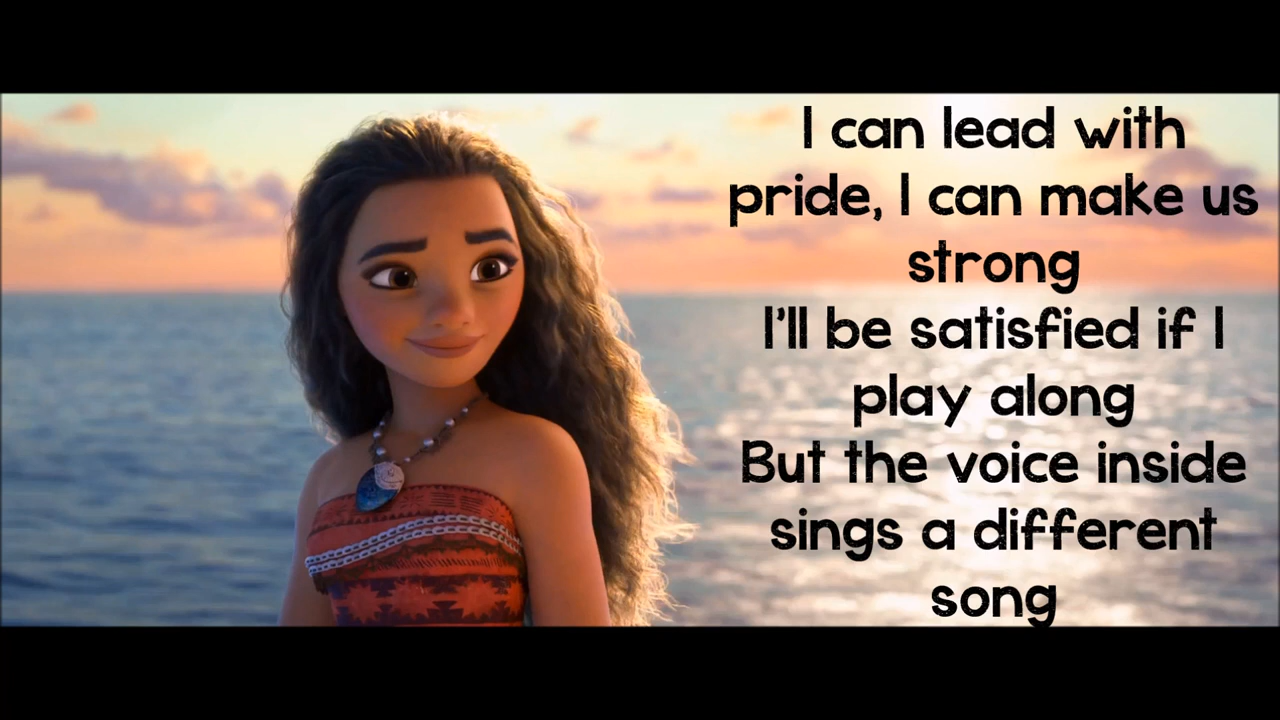 I can lead with
pride, I can make us
strong
I'll be satisfied if I
play along
But the voice inside
sings a different
song